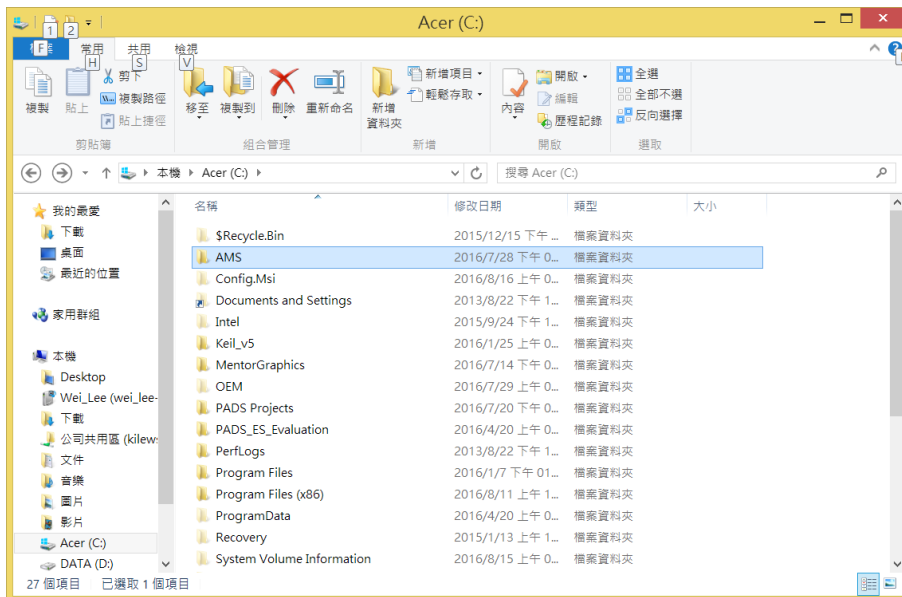 Acer (C:)
1 2
F H S V
常用 共用 檢視
複製 貼上 剪下
複製路徑
貼上捷徑
移至 複製到 刪除 重新命名
新增
資料夾
新增項目
輕鬆存取
內容
開啟
編輯
歷程記錄
全選
全部不選
反向選擇
剪貼簿 組合管理 新增 開啟 選取
本機 Acer (C:)
搜尋 Acer (C:)
名稱 修改日期 類型 大小
我的最愛
下載
桌面
最近的位置
家用群組
本機
Desktop
Wei_Lee (wei_lee-
下載
公司共用區 (kilews
文件
音樂
圖片
影片
Acer (C:)
DATA (D:)
$Recycle.Bin 2015/12/15 下午 ... 檔案資料夾
AMS 2016/7/28 下午 0... 檔案資料夾
Config.Msi 2016/8/16 上午 0... 檔案資料夾
Documents and Settings 2013/8/22 下午 1... 檔案資料夾
Intel 2015/9/24 下午 1... 檔案資料夾
Keil_v5 2016/1/25 上午 0... 檔案資料夾
MentorGraphics 2016/7/14 下午 0... 檔案資料夾
OEM 2016/7/29 上午 0... 檔案資料夾
PADS Projects 2016/7/20 下午 0... 檔案資料夾
PADS_ES_Evaluation 2016/4/20 上午 0... 檔案資料夾
PerfLogs 2013/8/22 下午 1... 檔案資料夾
Program Files 2016/1/7 下午 01... 檔案資料夾
Program Files (x86) 2016/8/11 上午 1... 檔案資料夾
ProgramData 2016/4/20 上午 0... 檔案資料夾
Recovery 2015/1/13 上午 1... 檔案資料夾
System Volume Information 2016/8/15 上午 0... 檔案資料夾
27 個項目 已選取 1 個項目